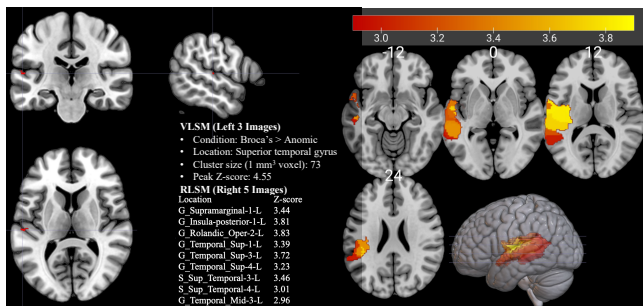 3.0 3.2 3.4 3.6
-12 0 12
VLSM (Left 3 Images)
• Condition: Broca's > Anomic
• Location: Superior temporal gyrus
• Cluster size (1 mm³ voxel): 73
• Peak Z-score: 4.55
24
RLSM (Right 5 Images)
Location Z-score
G_Supramarginal-1-L 3.44
G_Insula-posterior-1-L 3.81
G_Rolandic_Oper-2-L 3.83
G_Temporal_Sup-1-L 3.39
G_Temporal_Sup-3-L 3.72
G_Temporal_Sup-4-L 3.23
S_Sup_Temporal-3-L 3.46
S_Sup_Temporal-4-L 3.01
G_Temporal_Mid-3-L 2.96